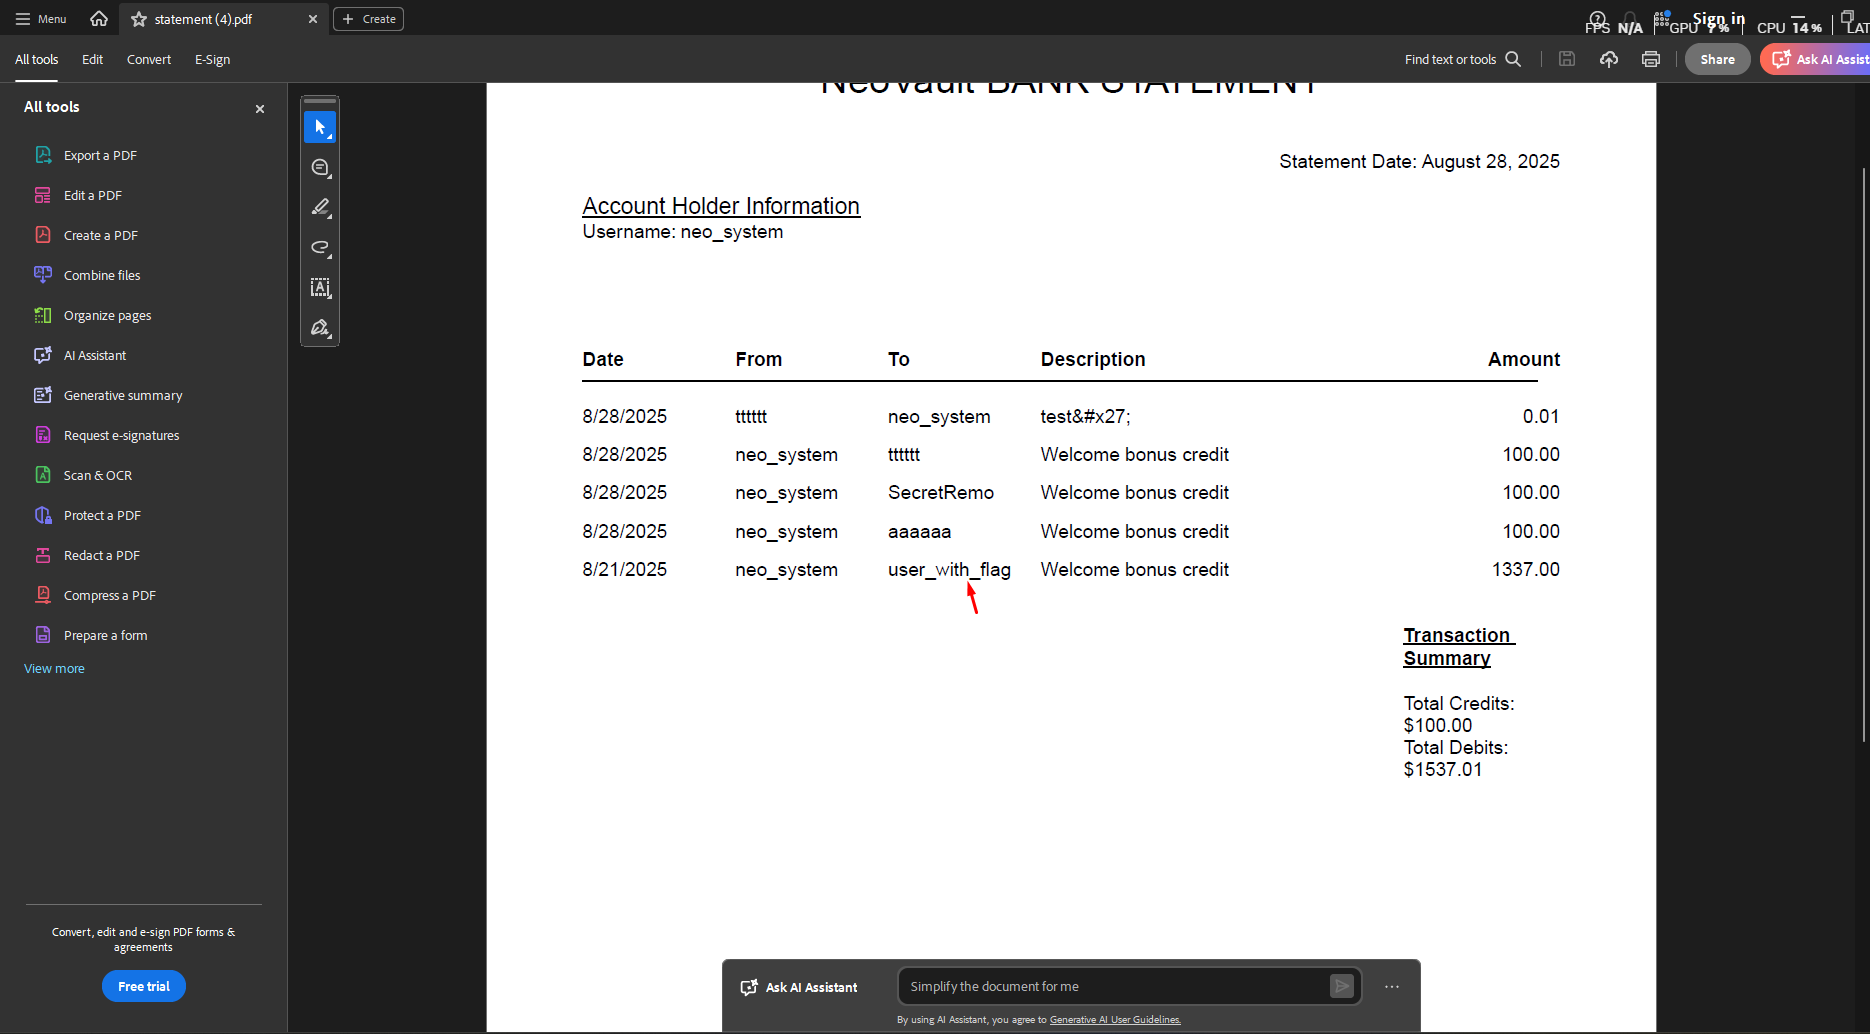 Menu
statement (4).pdf
Create
Sign in
FPS N/A GPU 7% CPU 14% LAT
All tools
Edit
Convert
E-Sign
Find text or tools
Share
Ask AI Assist
All tools
Export a PDF
Edit a PDF
Create a PDF
Combine files
Organize pages
AI Assistant
Generative summary
Request e-signatures
Scan & OCR
Protect a PDF
Redact a PDF
Compress a PDF
Prepare a form
View more
Convert, edit and e-sign PDF forms &
agreements
Free trial
NeoVault BANK STATEMENT
Statement Date: August 28, 2025
Account Holder Information
Username: neo_system
Date From To Description Amount
8/28/2025 tttttt neo_system test&#x27; 0.01
8/28/2025 neo_system tttttt Welcome bonus credit 100.00
8/28/2025 neo_system SecretRemo Welcome bonus credit 100.00
8/28/2025 neo_system aaaaaa Welcome bonus credit 100.00
8/21/2025 neo_system user_with_flag Welcome bonus credit 1337.00
Transaction
Summary
Total Credits:
$100.00
Total Debits:
$1537.01
Ask AI Assistant
Simplify the document for me
By using AI Assistant, you agree to Generative AI User Guidelines.